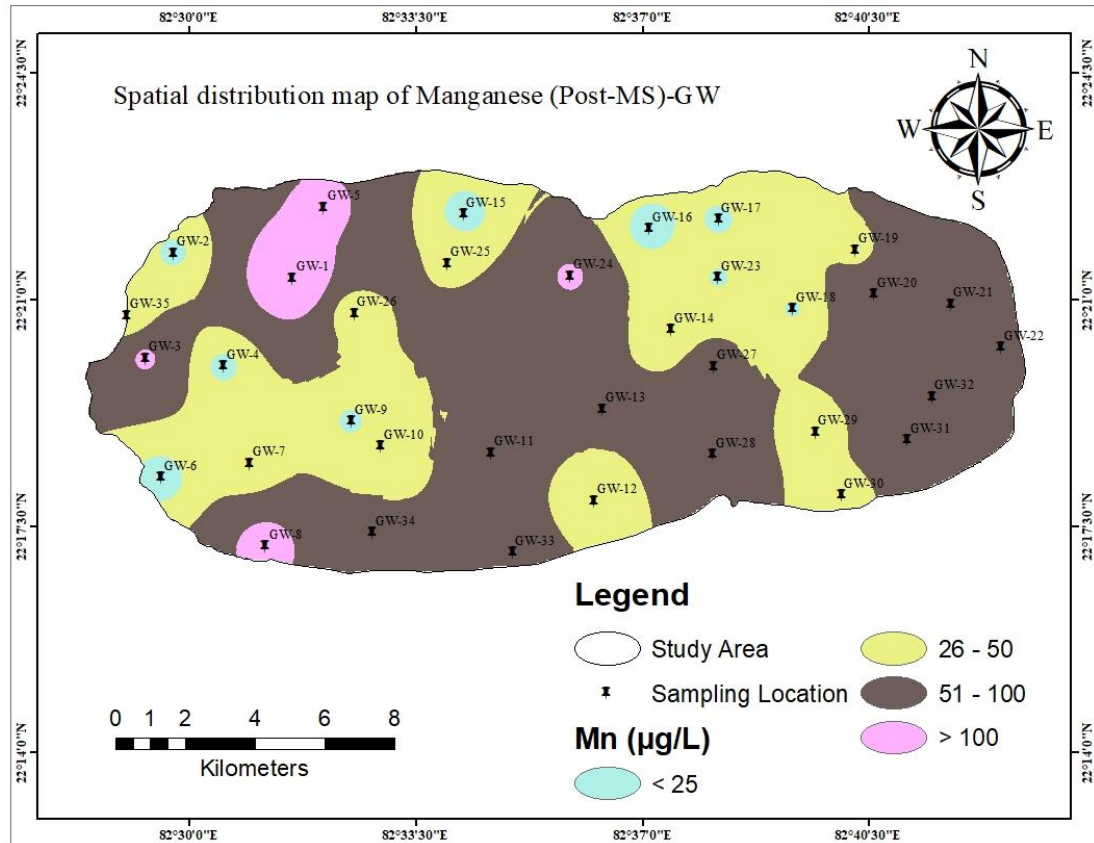 82°30'0"E 82°33'30"E 82°37'0"E 82°40'30"E
22°24'30"N 22°24'30"N
Spatial distribution map of Manganese (Post-MS)-GW
N
W E
S
GW-5
GW-15
GW-17
GW-16
GW-2
GW-19
GW-25
GW-24
GW-1
GW-23
GW-20
22°21'0"N 22°21'0"N
GW-21
GW-18
GW-35
GW-26
GW-14
GW-22
GW-3
GW-4
GW-27
GW-32
GW-13
GW-9
GW-29
GW-31
GW-10
GW-11
GW-28
GW-7
GW-6
GW-12
GW-30
22°17'30"N 22°17'30"N
GW-34
GW-8
GW-33
Legend
Study Area
Sampling Location
Mn (µg/L)
< 25
26 - 50
51 - 100
> 100
0 1 2 4 6 8
Kilometers
22°14'0"N 22°14'0"N
82°30'0"E 82°33'30"E 82°37'0"E 82°40'30"E